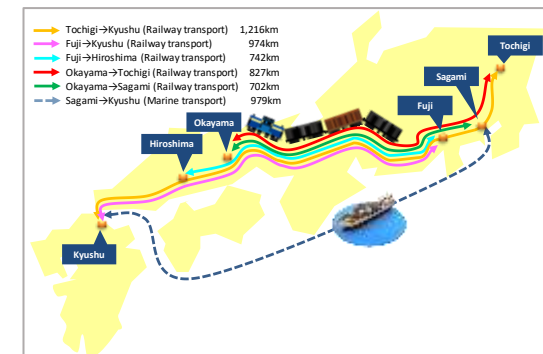 Tochigi→Kyushu (Railway transport) 1,216km
Fuji→Kyushu (Railway transport) 974km
Fuji→Hiroshima (Railway transport) 742km
Okayama→Tochigi (Railway transport) 827km
Okayama→Sagami (Railway transport) 702km
Sagami→Kyushu (Marine transport) 979km
Tochigi
Sagami
Fuji
Okayama
Hiroshima
Kyushu